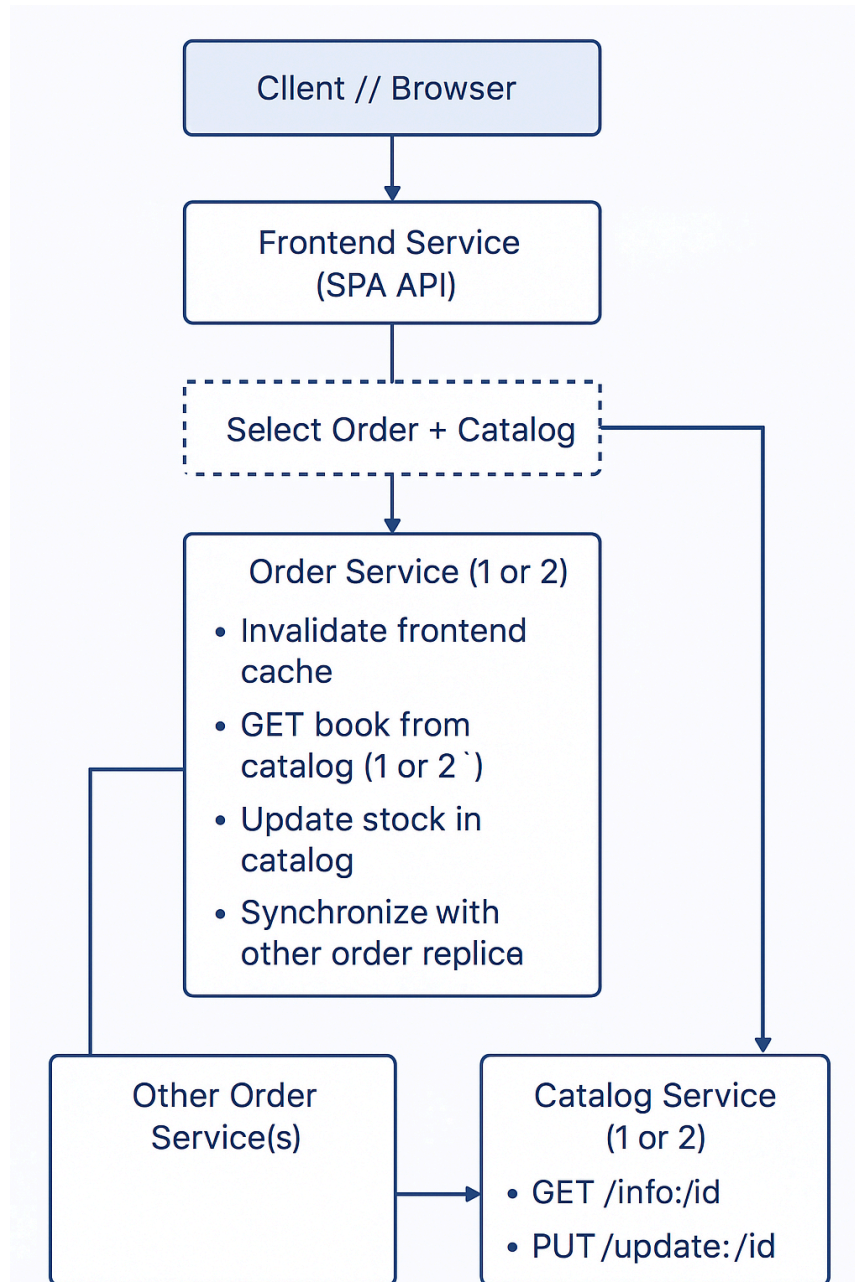 Cllent // Browser
Frontend Service
(SPA API)
Select Order + Catalog
Order Service (1 or 2)
• Invalidate frontend
cache
• GET book from
catalog (1 or 2`)
• Update stock in
catalog
• Synchronize with
other order replice
Other Order
Service(s)
Catalog Service
(1 or 2)
• GET /info:/id
• PUT /update:/id